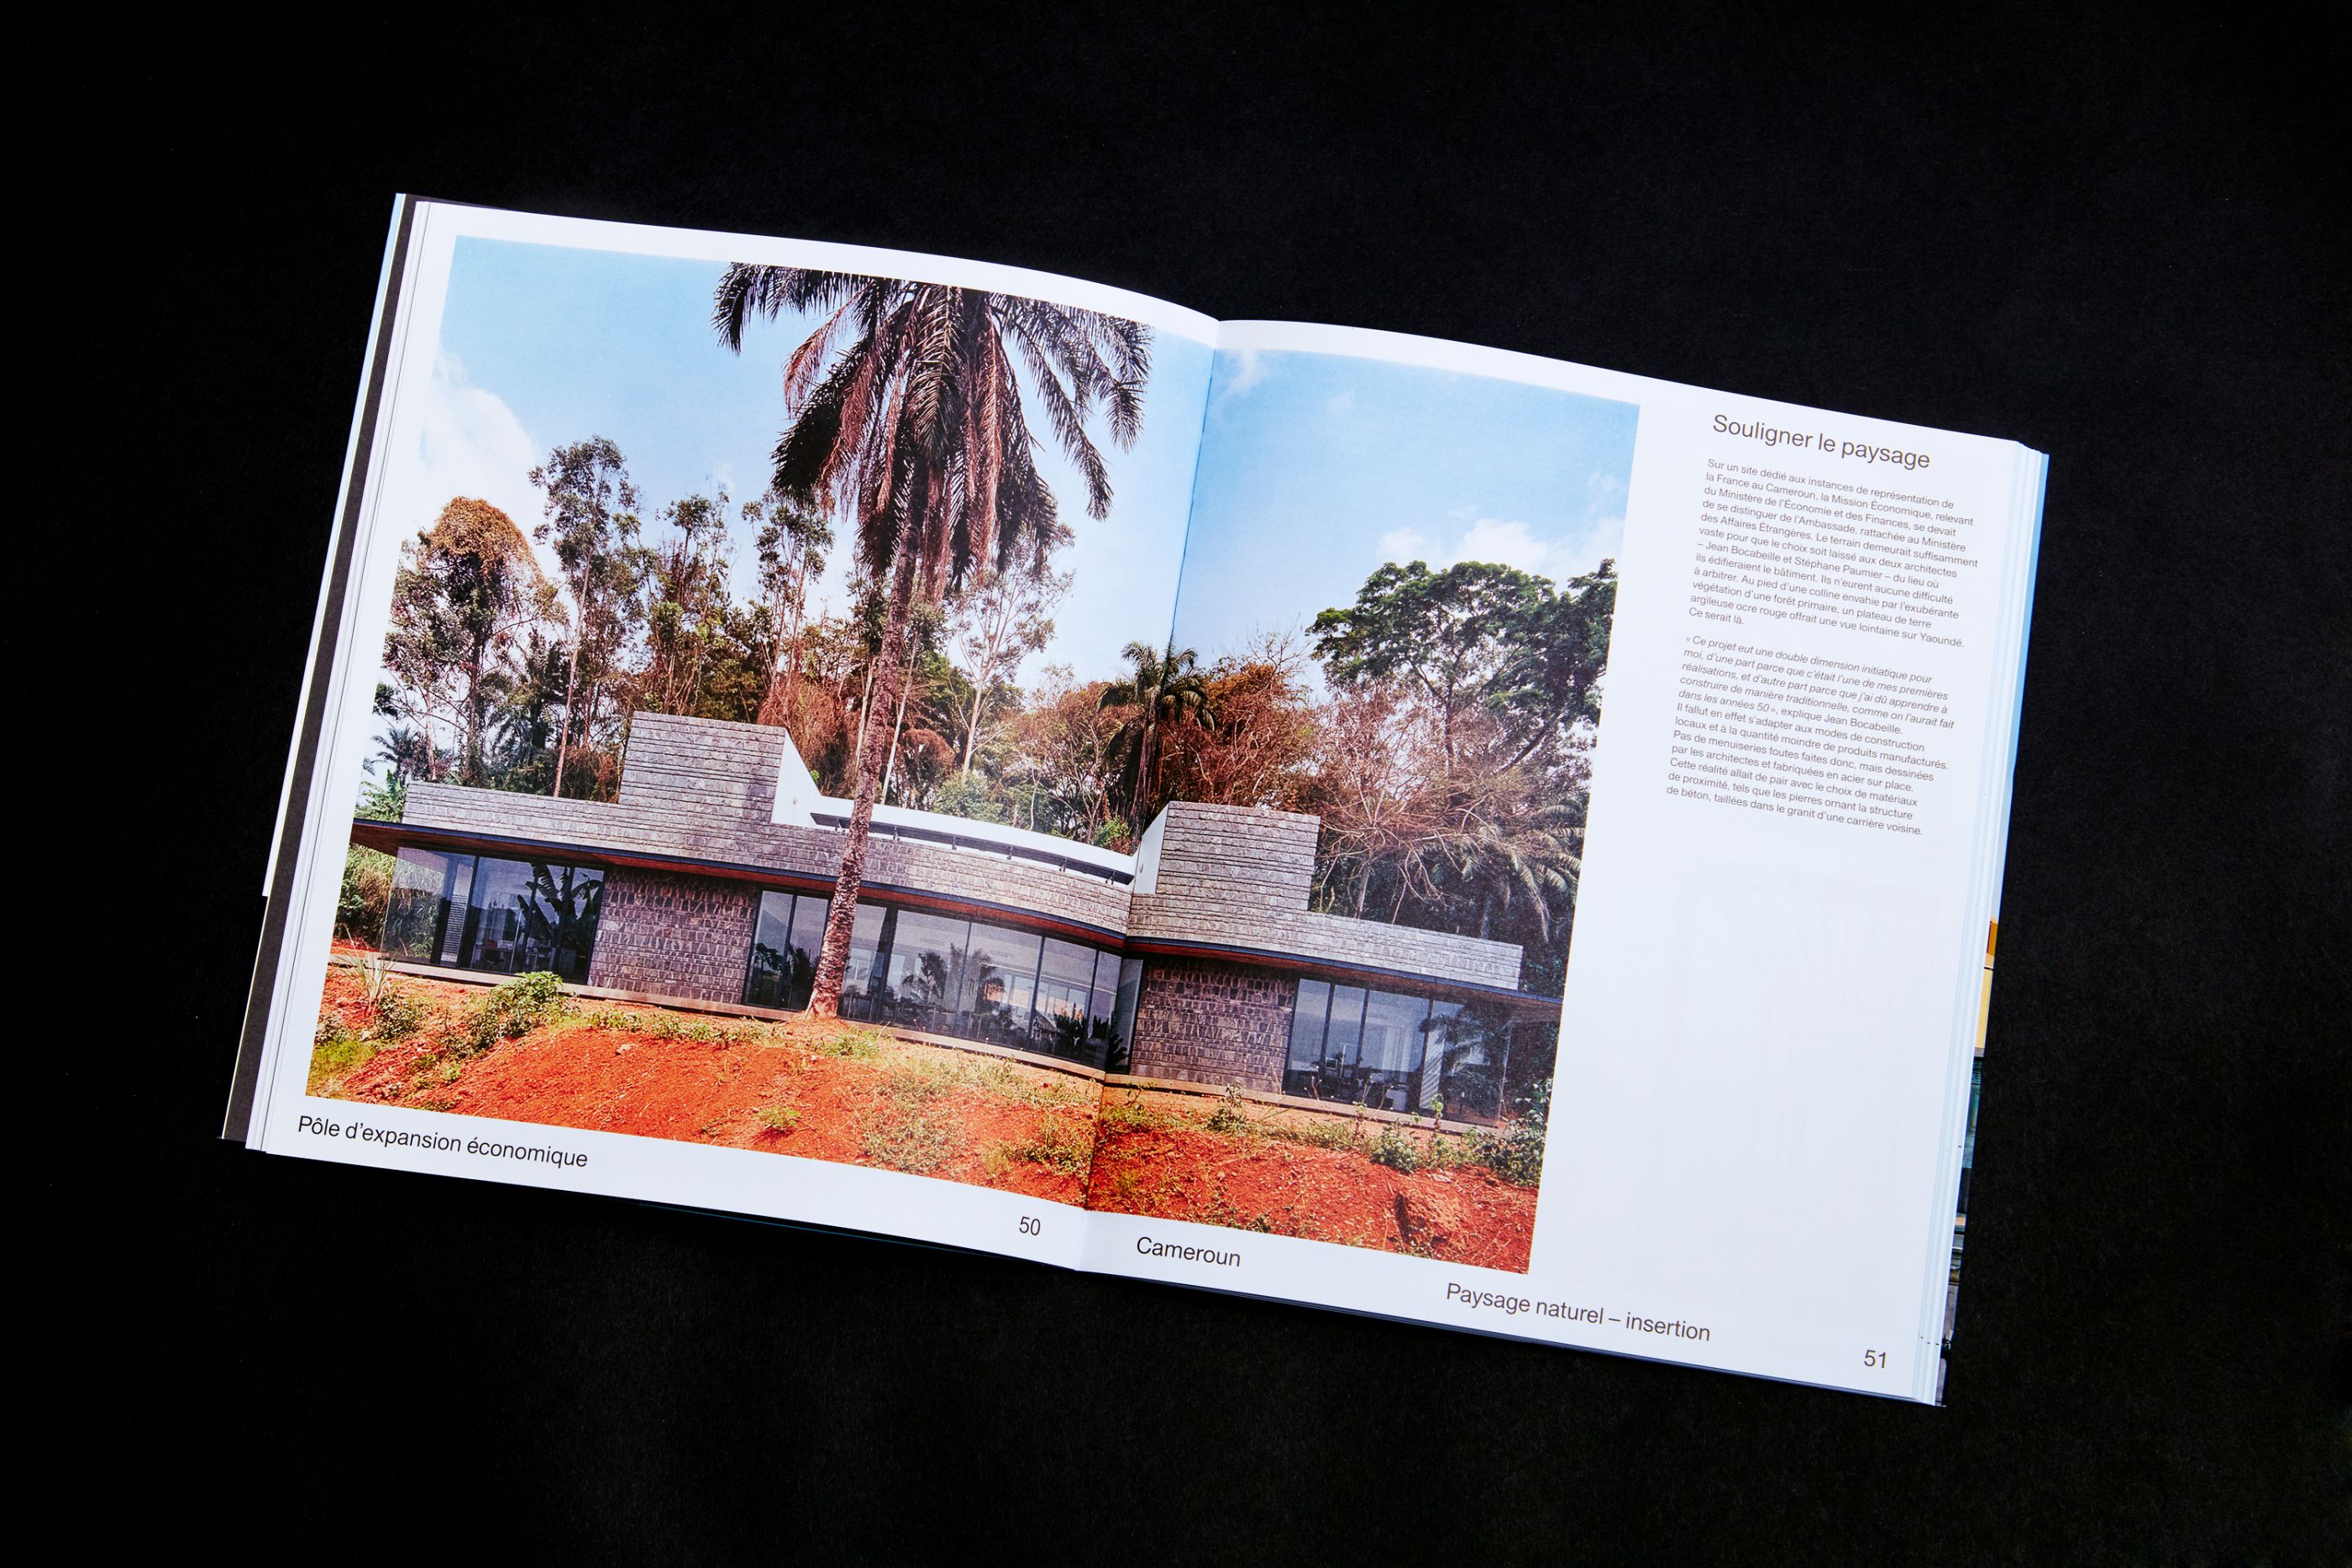 Souligner le paysage
Sur un site dédié aux instances de représentation de
la France au Cameroun, la Mission Économique, relevant
du Ministère de l'Économie et des Finances, se devait
de se distinguer de l'Ambassade, rattachée au Ministère
des Affaires Étrangères. Le terrain demeurait suffisamment
vaste pour que le choix soit laissé aux deux architectes
– Jean Bocabeille et Stéphane Paumier – du lieu où
ils édifieraient le bâtiment. Ils n'eurent aucune difficulté
à arbitrer. Au pied d'une colline envahie par l'exubérante
végétation d'une forêt primaire, un plateau de terre
argileuse ocre rouge offrait une vue lointaine sur Yaoundé.
Ce serait là.
« Ce projet eut une double dimension initiatique pour
moi, d'une part parce que c'était l'une de mes premières
réalisations, et d'autre part parce que j'ai dû apprendre à
construire de manière traditionnelle, comme on l'aurait fait
dans les années 50 », explique Jean Bocabeille.
Il fallut en effet s'adapter aux modes de construction
locaux et à la quantité moindre de produits manufacturés.
Pas de menuiseries toutes faites donc, mais dessinées
par les architectes et fabriquées en acier sur place.
Cette réalité allait de pair avec le choix de matériaux
de proximité, tels que les pierres ornant la structure
de béton, taillées dans le granit d'une carrière voisine.
Pôle d'expansion économique
50
Cameroun
Paysage naturel – insertion
51